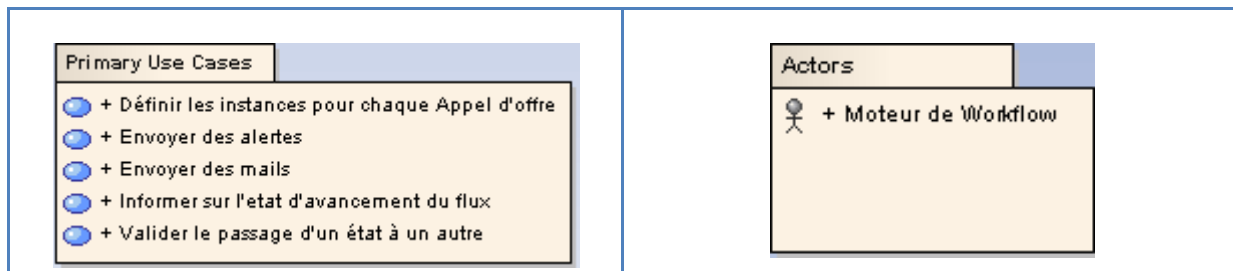 Primary Use Cases
+ Définir les instances pour chaque Appel d'offre
+ Envoyer des alertes
+ Envoyer des mails
+ Informer sur l'etat d'avancement du flux
+ Valider le passage d'un état à un autre
Actors
+ Moteur de Workflow